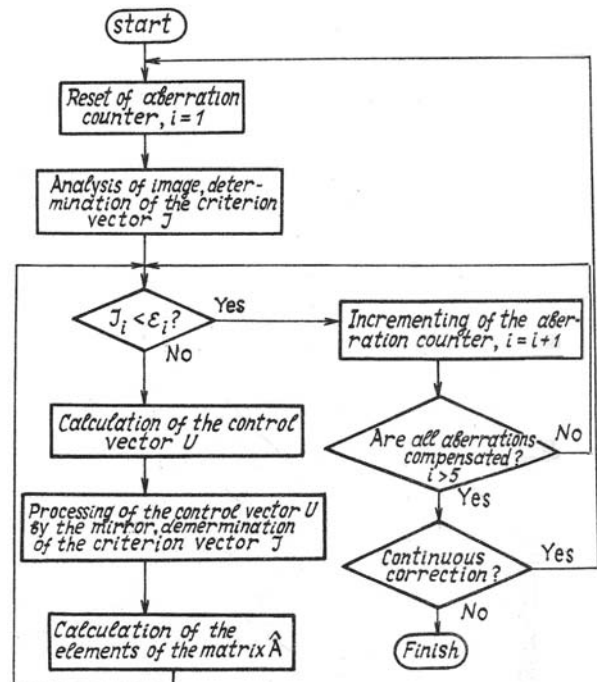 start
Reset of aberration
counter, i = 1
Analysis of image, deter-
mination of the criterion
vector J
J_i < ε_i ?
Yes
No
Incrementing of the aber-
ration counter, i = i+1
Calculation of the control
vector U
Are all aberrations
compensated?
i > 5
No
Yes
Processing of the control vector U
by the mirror, demermination
of the criterion vector J
Continuous
correction?
Yes
No
Calculation of the
elements of the matrix Â
Finish